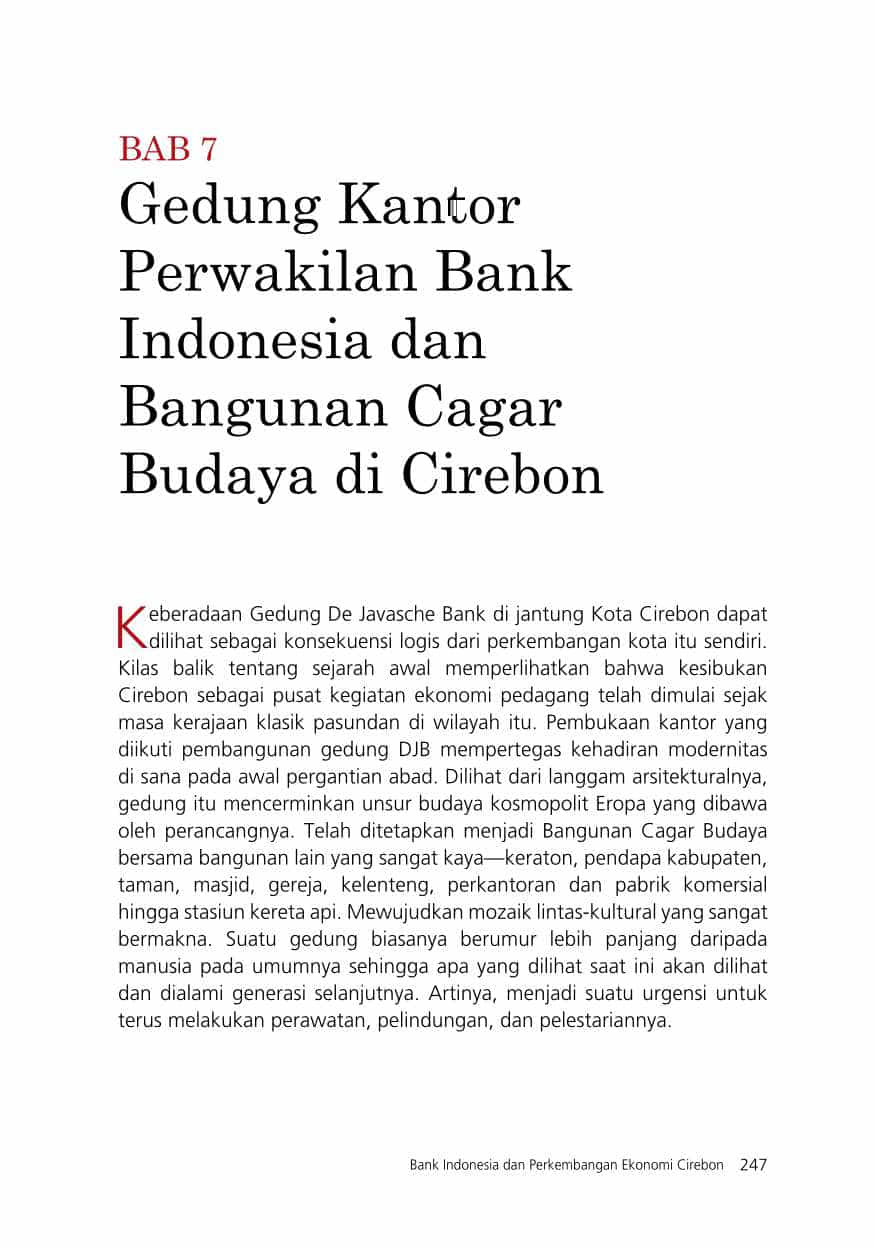 BAB 7
Gedung Kantor
Perwakilan Bank
Indonesia dan
Bangunan Cagar
Budaya di Cirebon
Keberadaan Gedung De Javasche Bank di jantung Kota Cirebon dapat
dilihat sebagai konsekuensi logis dari perkembangan kota itu sendiri.
Kilas balik tentang sejarah awal memperlihatkan bahwa kesibukan
Cirebon sebagai pusat kegiatan ekonomi pedagang telah dimulai sejak
masa kerajaan klasik pasundan di wilayah itu. Pembukaan kantor yang
diikuti pembangunan gedung DJB mempertegas kehadiran modernitas
di sana pada awal pergantian abad. Dilihat dari langgam arsitekturalnya,
gedung itu mencerminkan unsur budaya kosmopolit Eropa yang dibawa
oleh perancangnya. Telah ditetapkan menjadi Bangunan Cagar Budaya
bersama bangunan lain yang sangat kaya—keraton, pendapa kabupaten,
taman, masjid, gereja, kelenteng, perkantoran dan pabrik komersial
hingga stasiun kereta api. Mewujudkan mozaik lintas-kultural yang sangat
bermakna. Suatu gedung biasanya berumur lebih panjang daripada
manusia pada umumnya sehingga apa yang dilihat saat ini akan dilihat
dan dialami generasi selanjutnya. Artinya, menjadi suatu urgensi untuk
terus melakukan perawatan, pelindungan, dan pelestariannya.
Bank Indonesia dan Perkembangan Ekonomi Cirebon 247